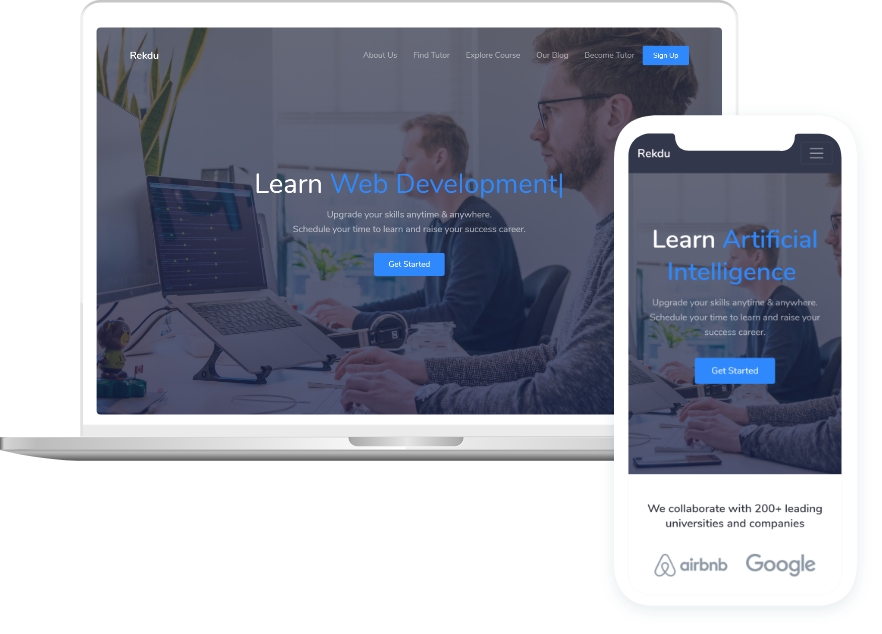 Rekdu
About Us Find Tutor Explore Course Our Blog Become Tutor Sign Up
Learn Web Development|
Upgrade your skills anytime & anywhere.
Schedule your time to learn and raise your success career.
Get Started
Rekdu
Learn Artificial
Intelligence
Upgrade your skills anytime & anywhere.
Schedule your time to learn and raise your
success career.
Get Started
We collaborate with 200+ leading
universities and companies
airbnb Google